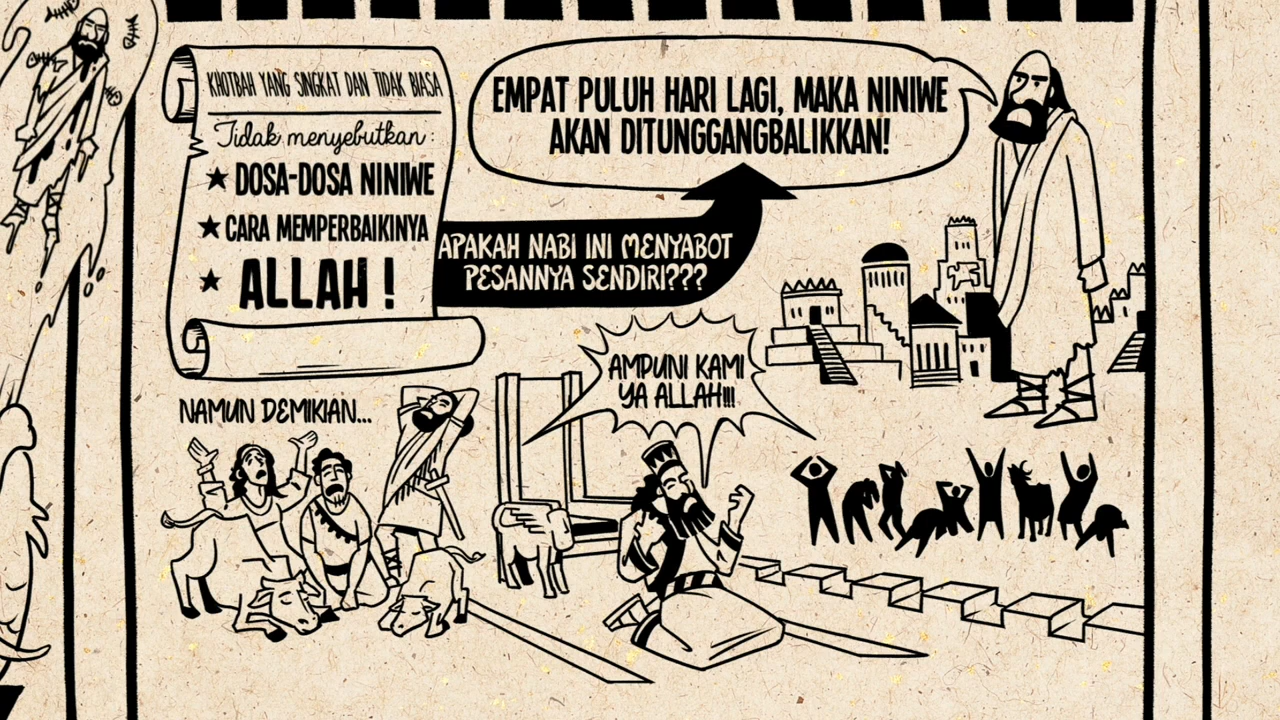 KHOTBAH YANG SINGKAT DAN TIDAK BIASA
Tidak menyebutkan:
★ DOSA-DOSA NINIWE
★ CARA MEMPERBAIKINYA
★ ALLAH!
EMPAT PULUH HARI LAGI, MAKA NINIWE
AKAN DITUNGGANGBALIKKAN!
APAKAH NABI INI MENYABOT
PESANNYA SENDIRI???
NAMUN DEMIKIAN...
AMPUNI KAMI
YA ALLAH!!!